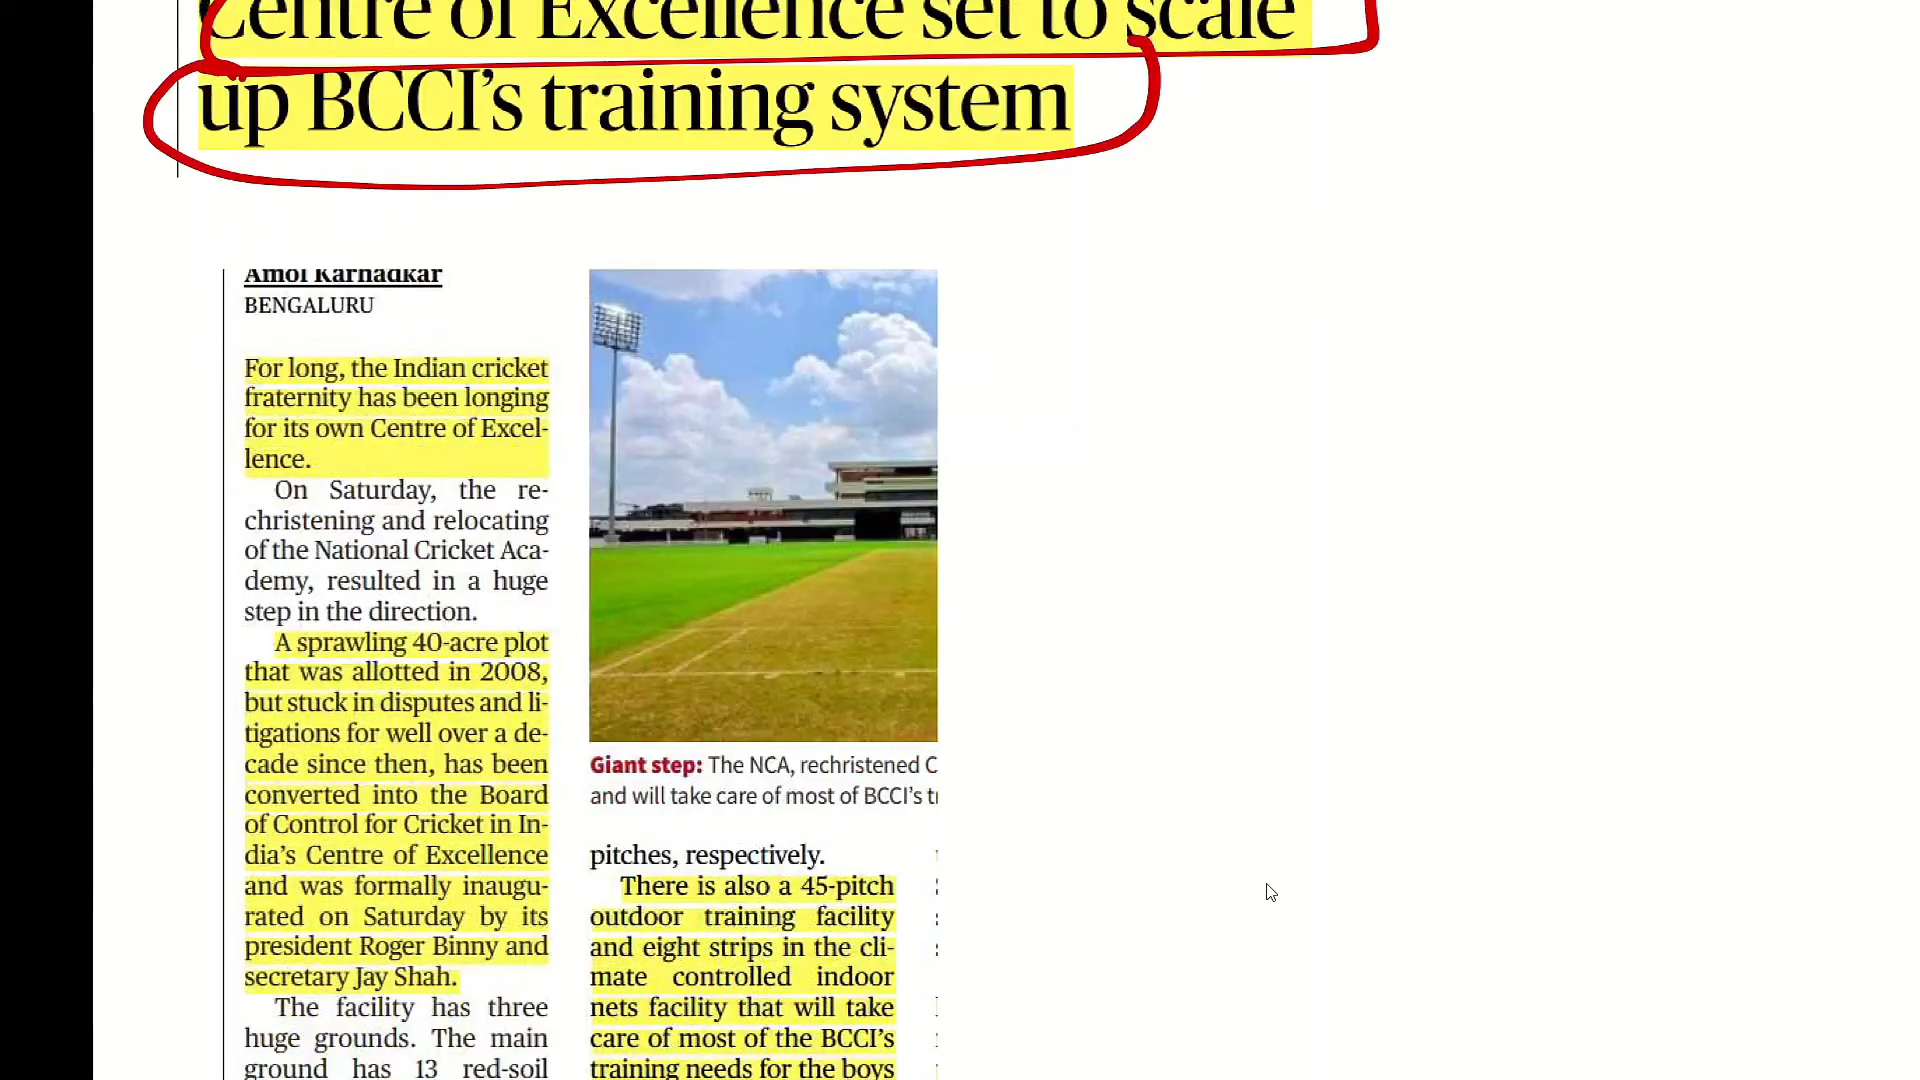 Centre of Excellence set to scale
up BCCI’s training system
Amol Karnadkar
BENGALURU
For long, the Indian cricket
fraternity has been longing
for its own Centre of Excel-
lence.
On Saturday, the re-
christening and relocating
of the National Cricket Aca-
demy, resulted in a huge
step in the direction.
A sprawling 40-acre plot
that was allotted in 2008,
but stuck in disputes and li-
tigations for well over a de-
cade since then, has been
converted into the Board
of Control for Cricket in In-
dia’s Centre of Excellence
and was formally inaugu-
rated on Saturday by its
president Roger Binny and
secretary Jay Shah.
The facility has three
huge grounds. The main
ground has 13 red-soil
Giant step: The NCA, rechristened C
and will take care of most of BCCI’s
pitches, respectively.
There is also a 45-pitch
outdoor training facility
and eight strips in the cli-
mate controlled indoor
nets facility that will take
care of most of the BCCI’s
training needs for the boys